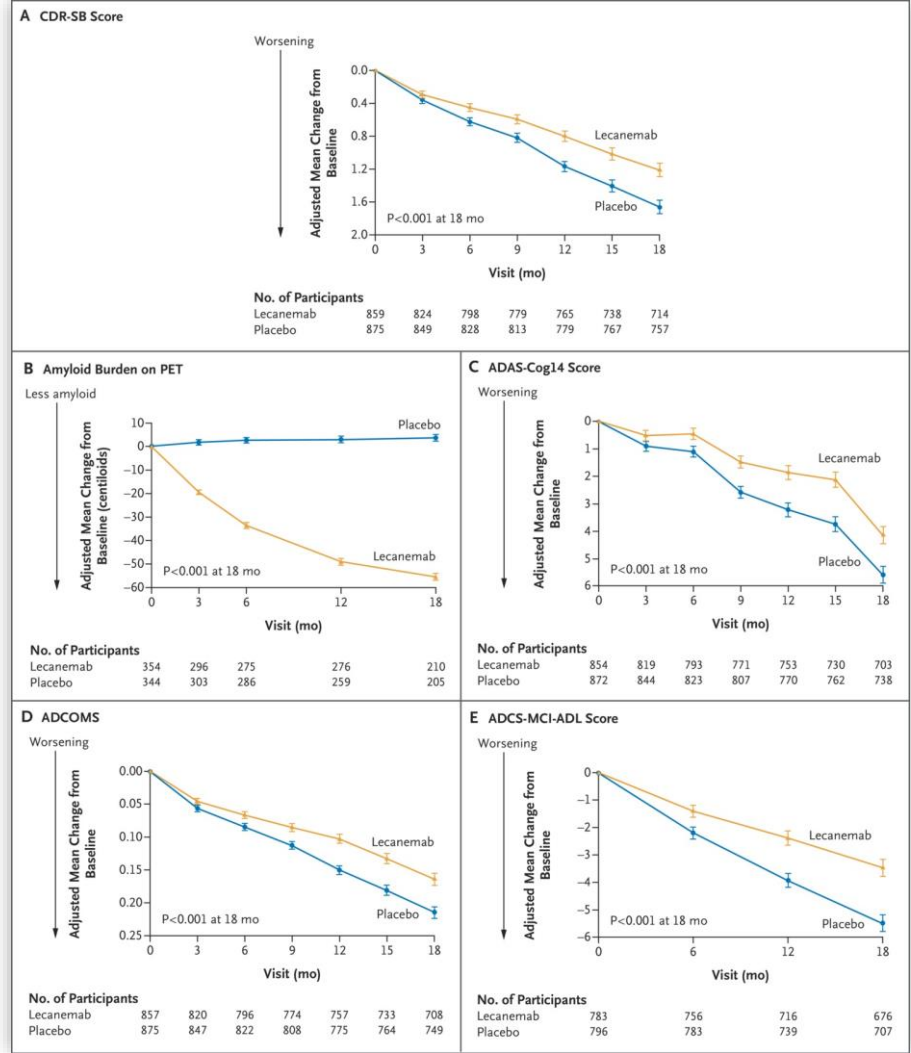 A CDR-SB Score
Worsening
Adjusted Mean Change from
Baseline
0.0
0.4
0.8
1.2
1.6
2.0
Lecanemab
Placebo
P<0.001 at 18 mo
0 3 6 9 12 15 18
Visit (mo)
No. of Participants
Lecanemab 859 824 798 779 765 738 714
Placebo 875 849 828 813 779 767 757
B Amyloid Burden on PET
Less amyloid
Adjusted Mean Change from
Baseline (centiloids)
10
0
−10
−20
−30
−40
−50
−60
Placebo
Lecanemab
P<0.001 at 18 mo
0 3 6 12 18
Visit (mo)
No. of Participants
Lecanemab 354 296 275 276 210
Placebo 344 303 286 259 205
C ADAS-Cog14 Score
Worsening
Adjusted Mean Change from
Baseline
0
1
2
3
4
5
6
Lecanemab
Placebo
P<0.001 at 18 mo
0 3 6 9 12 15 18
Visit (mo)
No. of Participants
Lecanemab 854 819 793 771 753 730 703
Placebo 872 844 823 807 770 762 738
D ADCOMS
Worsening
Adjusted Mean Change from
Baseline
0.00
0.05
0.10
0.15
0.20
0.25
Lecanemab
Placebo
P<0.001 at 18 mo
0 3 6 9 12 15 18
Visit (mo)
No. of Participants
Lecanemab 857 820 796 774 757 733 708
Placebo 875 847 822 808 775 764 749
E ADCS-MCI-ADL Score
Worsening
Adjusted Mean Change from
Baseline
0
−1
−2
−3
−4
−5
−6
Lecanemab
Placebo
P<0.001 at 18 mo
0 6 12 18
Visit (mo)
No. of Participants
Lecanemab 783 756 716 676
Placebo 796 783 739 707